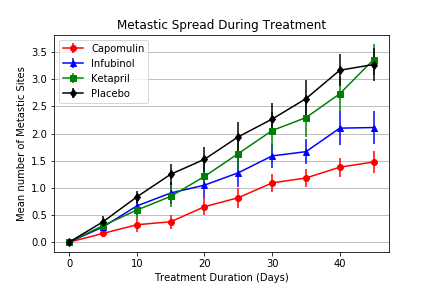 Metastic Spread During Treatment
Capomulin
Infubinol
Ketapril
Placebo
Mean number of Metastic Sites
3.5
3.0
2.5
2.0
1.5
1.0
0.5
0.0
0 10 20 30 40
Treatment Duration (Days)